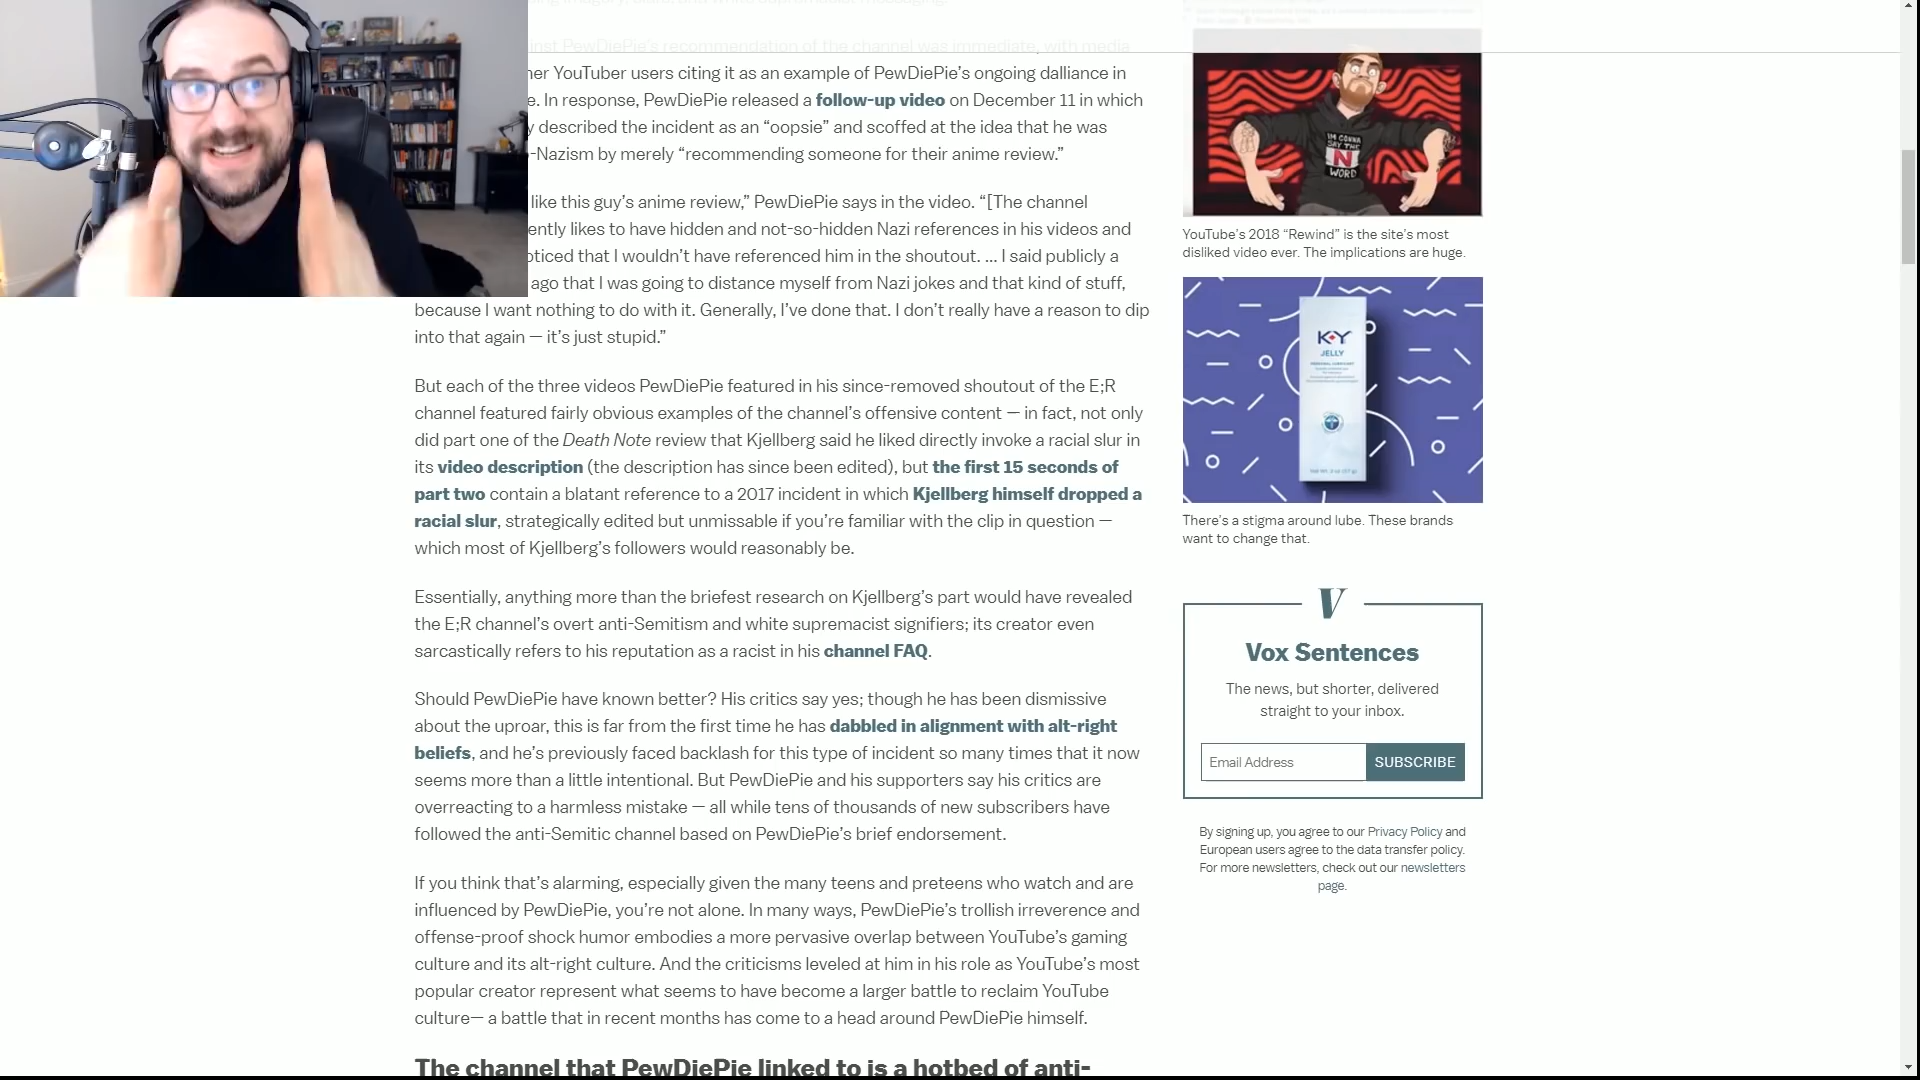 inst PewDiePie's recommendation of the channel was immediate, with media
her YouTuber users citing it as an example of PewDiePie's ongoing dalliance in
e. In response, PewDiePie released a follow-up video on December 11 in which
y described the incident as an “oopsie” and scoffed at the idea that he was
-Nazism by merely “recommending someone for their anime review.”
like this guy's anime review,” PewDiePie says in the video. “[The channel
ently likes to have hidden and not-so-hidden Nazi references in his videos and
oticed that I wouldn't have referenced him in the shoutout. ... I said publicly a
ago that I was going to distance myself from Nazi jokes and that kind of stuff,
because I want nothing to do with it. Generally, I've done that. I don't really have a reason to dip
into that again — it's just stupid.”
But each of the three videos PewDiePie featured in his since-removed shoutout of the E;R
channel featured fairly obvious examples of the channel's offensive content — in fact, not only
did part one of the Death Note review that Kjellberg said he liked directly invoke a racial slur in
its video description (the description has since been edited), but the first 15 seconds of
part two contain a blatant reference to a 2017 incident in which Kjellberg himself dropped a
racial slur, strategically edited but unmissable if you're familiar with the clip in question —
which most of Kjellberg's followers would reasonably be.
Essentially, anything more than the briefest research on Kjellberg's part would have revealed
the E;R channel's overt anti-Semitism and white supremacist signifiers; its creator even
sarcastically refers to his reputation as a racist in his channel FAQ.
Should PewDiePie have known better? His critics say yes; though he has been dismissive
about the uproar, this is far from the first time he has dabbled in alignment with alt-right
beliefs, and he's previously faced backlash for this type of incident so many times that it now
seems more than a little intentional. But PewDiePie and his supporters say his critics are
overreacting to a harmless mistake — all while tens of thousands of new subscribers have
followed the anti-Semitic channel based on PewDiePie's brief endorsement.
If you think that's alarming, especially given the many teens and preteens who watch and are
influenced by PewDiePie, you're not alone. In many ways, PewDiePie's trollish irreverence and
offense-proof shock humor embodies a more pervasive overlap between YouTube's gaming
culture and its alt-right culture. And the criticisms leveled at him in his role as YouTube's most
popular creator represent what seems to have become a larger battle to reclaim YouTube
culture— a battle that in recent months has come to a head around PewDiePie himself.
The channel that PewDiePie linked to is a hotbed of anti-
IM GONNA
SAY THE
N
WORD
YouTube's 2018 “Rewind” is the site's most
disliked video ever. The implications are huge.
K-Y
JELLY
There's a stigma around lube. These brands
want to change that.
V
Vox Sentences
The news, but shorter, delivered
straight to your inbox.
Email Address SUBSCRIBE
By signing up, you agree to our Privacy Policy and
European users agree to the data transfer policy.
For more newsletters, check out our newsletters
page.